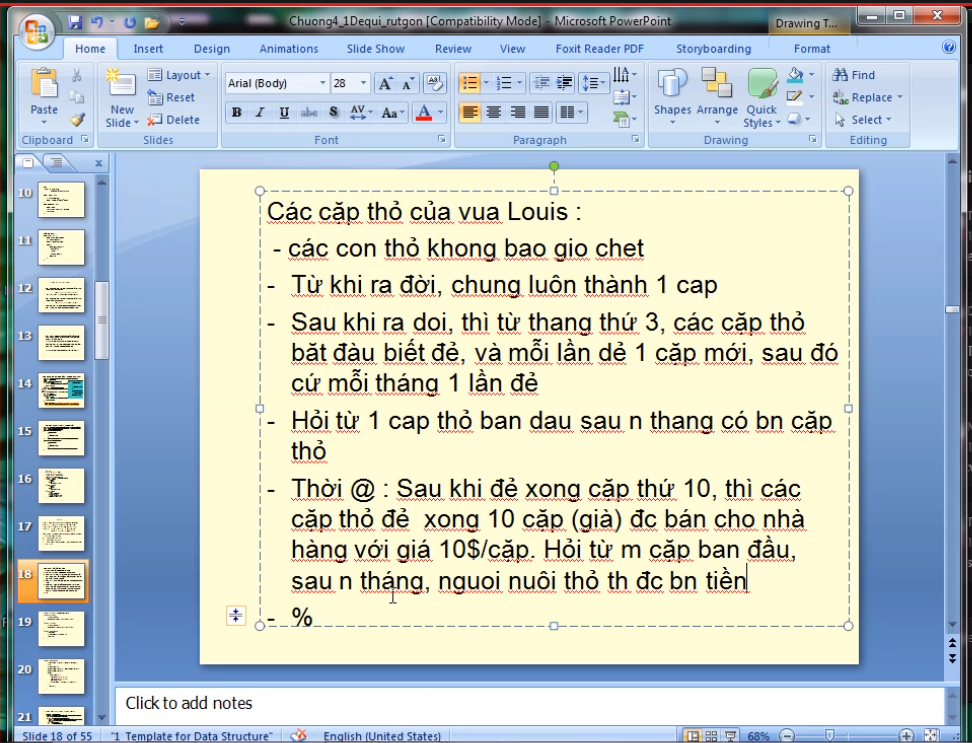 Chuong4_1Dequi_rutgon [Compatibility Mode] - Microsoft PowerPoint
Drawing T...
Home Insert Design Animations Slide Show Review View Foxit Reader PDF Storyboarding Format
Paste
New Slide
Layout
Reset
Delete
Arial (Body) 28
B I U abc S AV Aa A
Shapes Arrange Quick Styles
Find
Replace
Select
Clipboard Slides Font Paragraph Drawing Editing
10
11
12
13
14
15
16
17
18
19
20
21
Các cặp thỏ của vua Louis :
- các con thỏ khong bao gio chet
- Từ khi ra đời, chung luôn thành 1 cap
- Sau khi ra doi, thì từ thang thứ 3, các cặp thỏ
băt đàu biết đẻ, và mỗi lần dẻ 1 cặp mới, sau đó
cứ mỗi tháng 1 lần đẻ
- Hỏi từ 1 cap thỏ ban dau sau n thang có bn cặp
thỏ
- Thời @ : Sau khi đẻ xong cặp thứ 10, thì các
cặp thỏ đẻ xong 10 cặp (già) đc bán cho nhà
hàng với giá 10$/cặp. Hỏi từ m cặp ban đầu,
sau n tháng, nguoi nuôi thỏ th đc bn tiền
- %
Click to add notes
Slide 18 of 55 "1_Template for Data Structure" English (United States) 68%